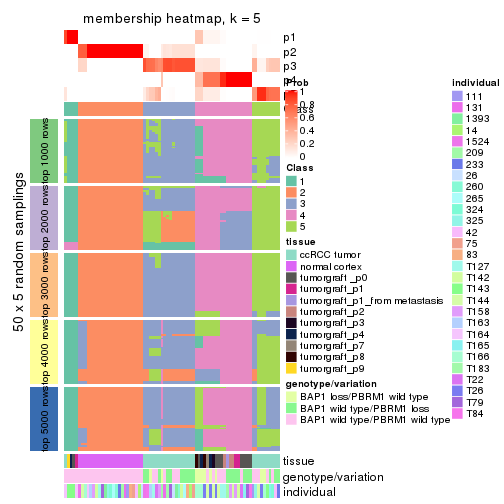 membership heatmap, k = 5
p1
p2
p3
p4
Prob
1
0.8
0.6
0.4
0.2
0
Class
1
2
3
4
5
tissue
ccRCC tumor
normal cortex
tumorgraft _p0
tumorgraft_p1
tumorgraft_p1_from metastasis
tumorgraft_p2
tumorgraft_p3
tumorgraft_p4
tumorgraft_p7
tumorgraft_p8
tumorgraft_p9
genotype/variation
BAP1 loss/PBRM1 wild type
BAP1 wild type/PBRM1 loss
BAP1 wild type/PBRM1 wild type
individual
111
131
1393
14
1524
209
233
26
260
265
324
325
42
75
83
T127
T142
T143
T144
T158
T163
T164
T165
T166
T183
T22
T26
T79
T84
50 x 5 random samplings
top 1000 rows
top 2000 rows
top 3000 rows
top 4000 rows
top 5000 rows
tissue
genotype/variation
individual